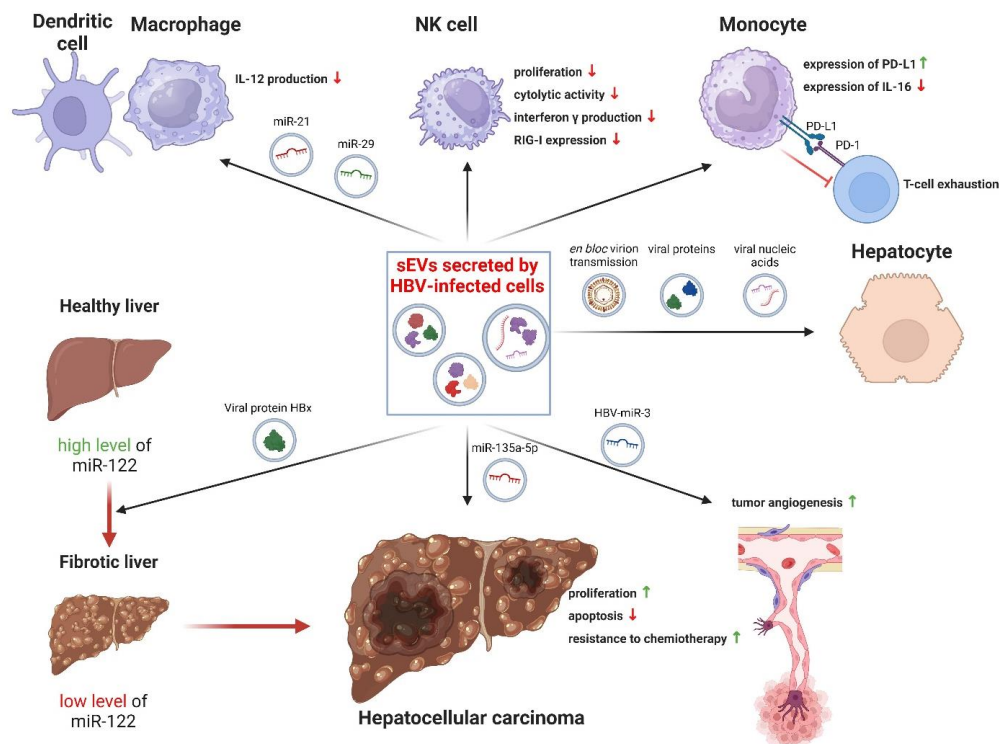 Dendritic
cell
Macrophage
IL-12 production
miR-21
miR-29
NK cell
proliferation
cytolytic activity
interferon γ production
RIG-I expression
Monocyte
expression of PD-L1
expression of IL-16
PD-L1
PD-1
T-cell exhaustion
sEVs secreted by
HBV-infected cells
en bloc virion
transmission
viral proteins
viral nucleic
acids
Hepatocyte
Healthy liver
high level of
miR-122
Viral protein HBx
miR-135a-5p
HBV-miR-3
Fibrotic liver
low level of
miR-122
proliferation
apoptosis
resistance to chemiotherapy
Hepatocellular carcinoma
tumor angiogenesis